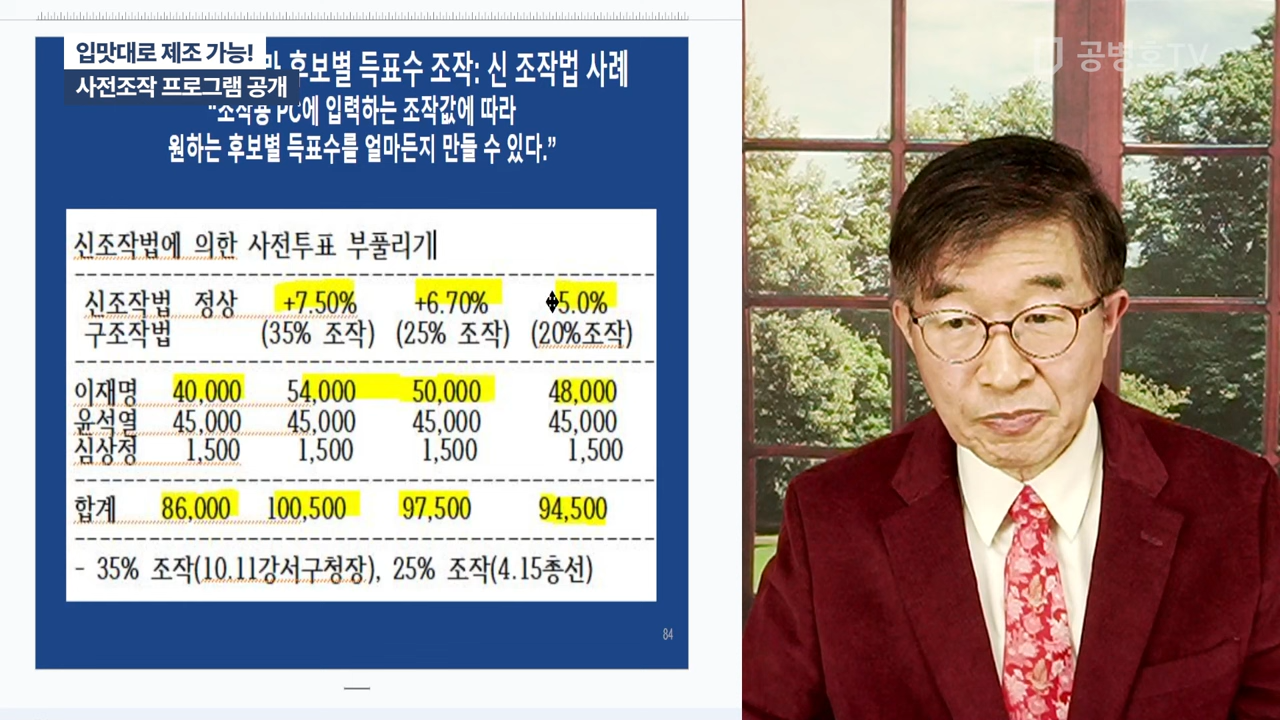 입맛대로 제조 가능!
사전조작 프로그램 공개
후보별 득표수 조작: 신 조작법 사례
"조작용 PC에 입력하는 조작값에 따라
원하는 후보별 득표수를 얼마든지 만들 수 있다."
신조작법에 의한 사전투표 부풀리기
신조작법 정상 +7.50% +6.70% +5.0%
구조작법 (35% 조작) (25% 조작) (20%조작)
이재명 40,000 54,000 50,000 48,000
윤석열 45,000 45,000 45,000 45,000
심상정 1,500 1,500 1,500 1,500
합계 86,000 100,500 97,500 94,500
- 35% 조작(10.11강서구청장), 25% 조작(4.15총선)
84
공병호TV